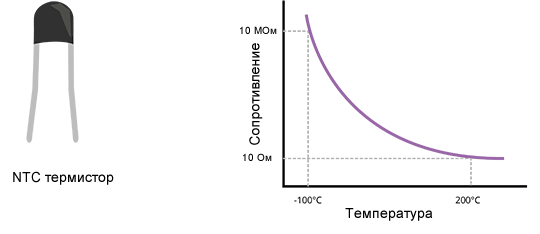 NTC термистор
Сопротивление
10 МОм
10 Ом
-100°C
200°C
Температура